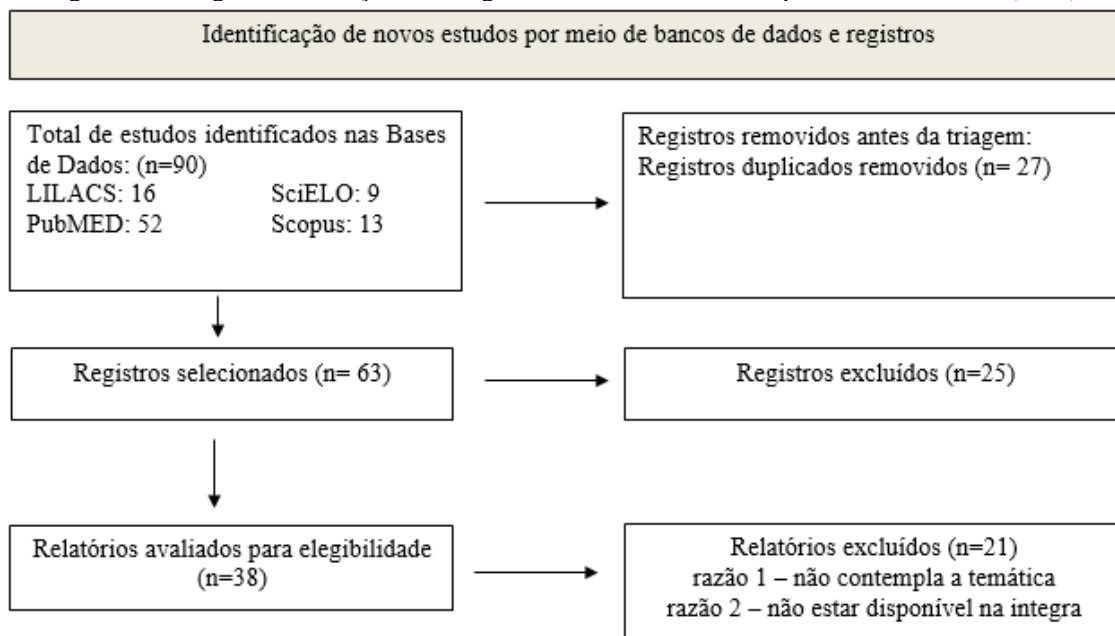 Identificação de novos estudos por meio de bancos de dados e registros
Total de estudos identificados nas Bases
de Dados: (n=90)
LILACS: 16 SciELO: 9
PubMED: 52 Scopus: 13
Registros removidos antes da triagem:
Registros duplicados removidos (n= 27)
Registros selecionados (n= 63)
Registros excluídos (n=25)
Relatórios avaliados para elegibilidade
(n=38)
Relatórios excluídos (n=21)
razão 1 – não contempla a temática
razão 2 – não estar disponível na integra